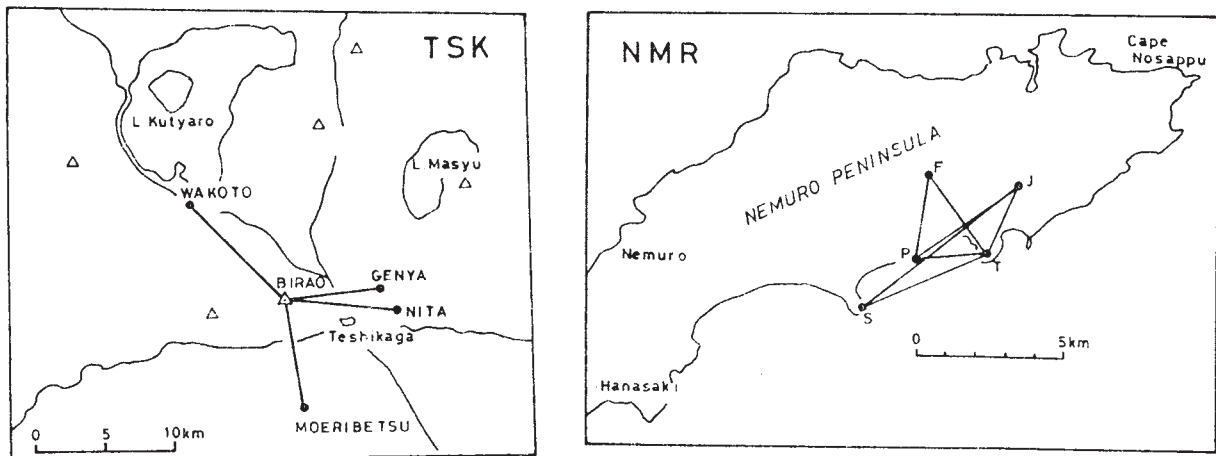 TSK
L Kutyaro
L. Masyu
WAKOTO
BIRAO
GENYA
NITA
Teshikaga
MOERIBETSU
0 5 10km
NMR
Cape
Nosappu
NEMURO PENINSULA
F
J
Nemuro
P
T
S
0 5km
Hanasaki